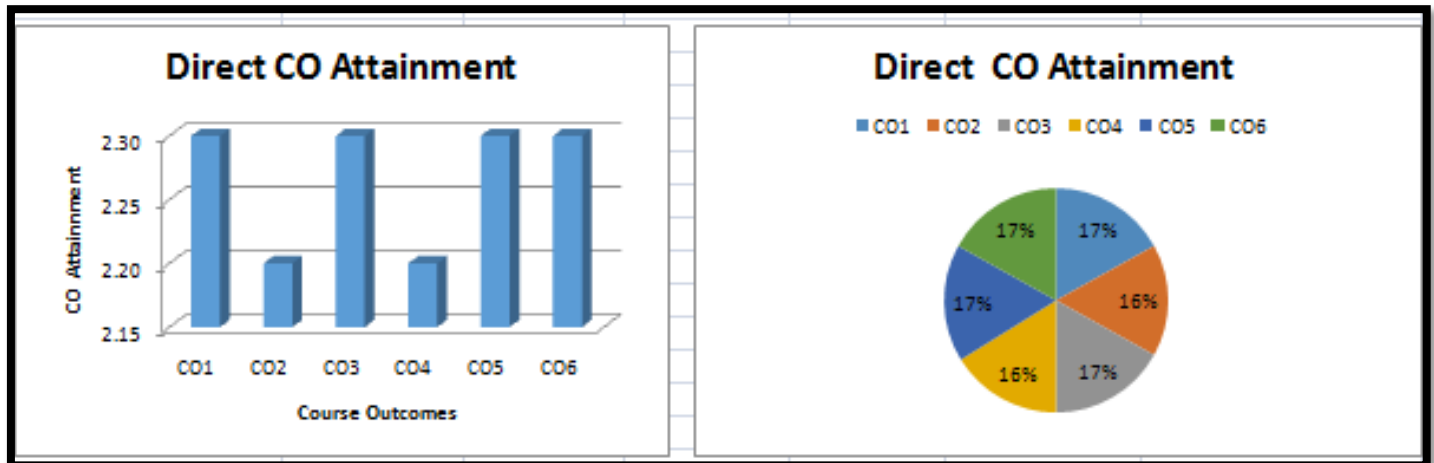 Direct CO Attainment
CO Attainnment
2.30
2.25
2.20
2.15
CO1 CO2 CO3 CO4 CO5 CO6
Course Outcomes
Direct CO Attainment
CO1 CO2 CO3 CO4 CO5 CO6
17% 17%
17% 16%
16% 17%